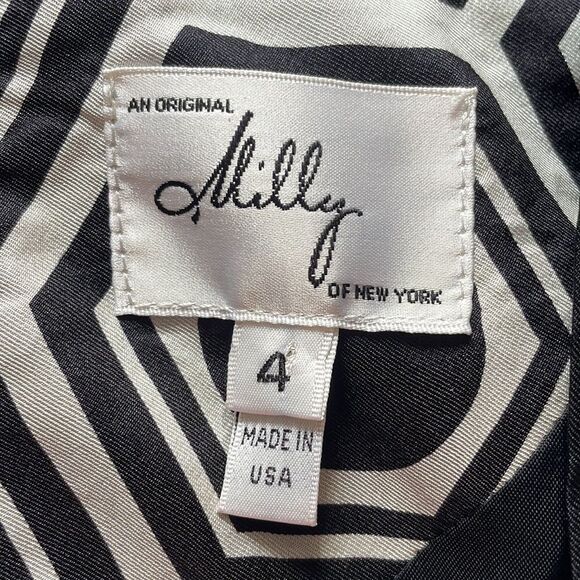 AN ORIGINAL
Milly
OF NEW YORK
4
MADE IN
USA